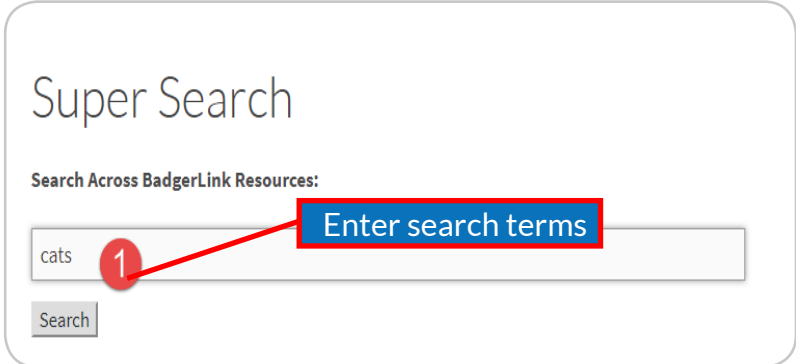 Super Search
Search Across BadgerLink Resources:
Enter search terms
cats
1
Search